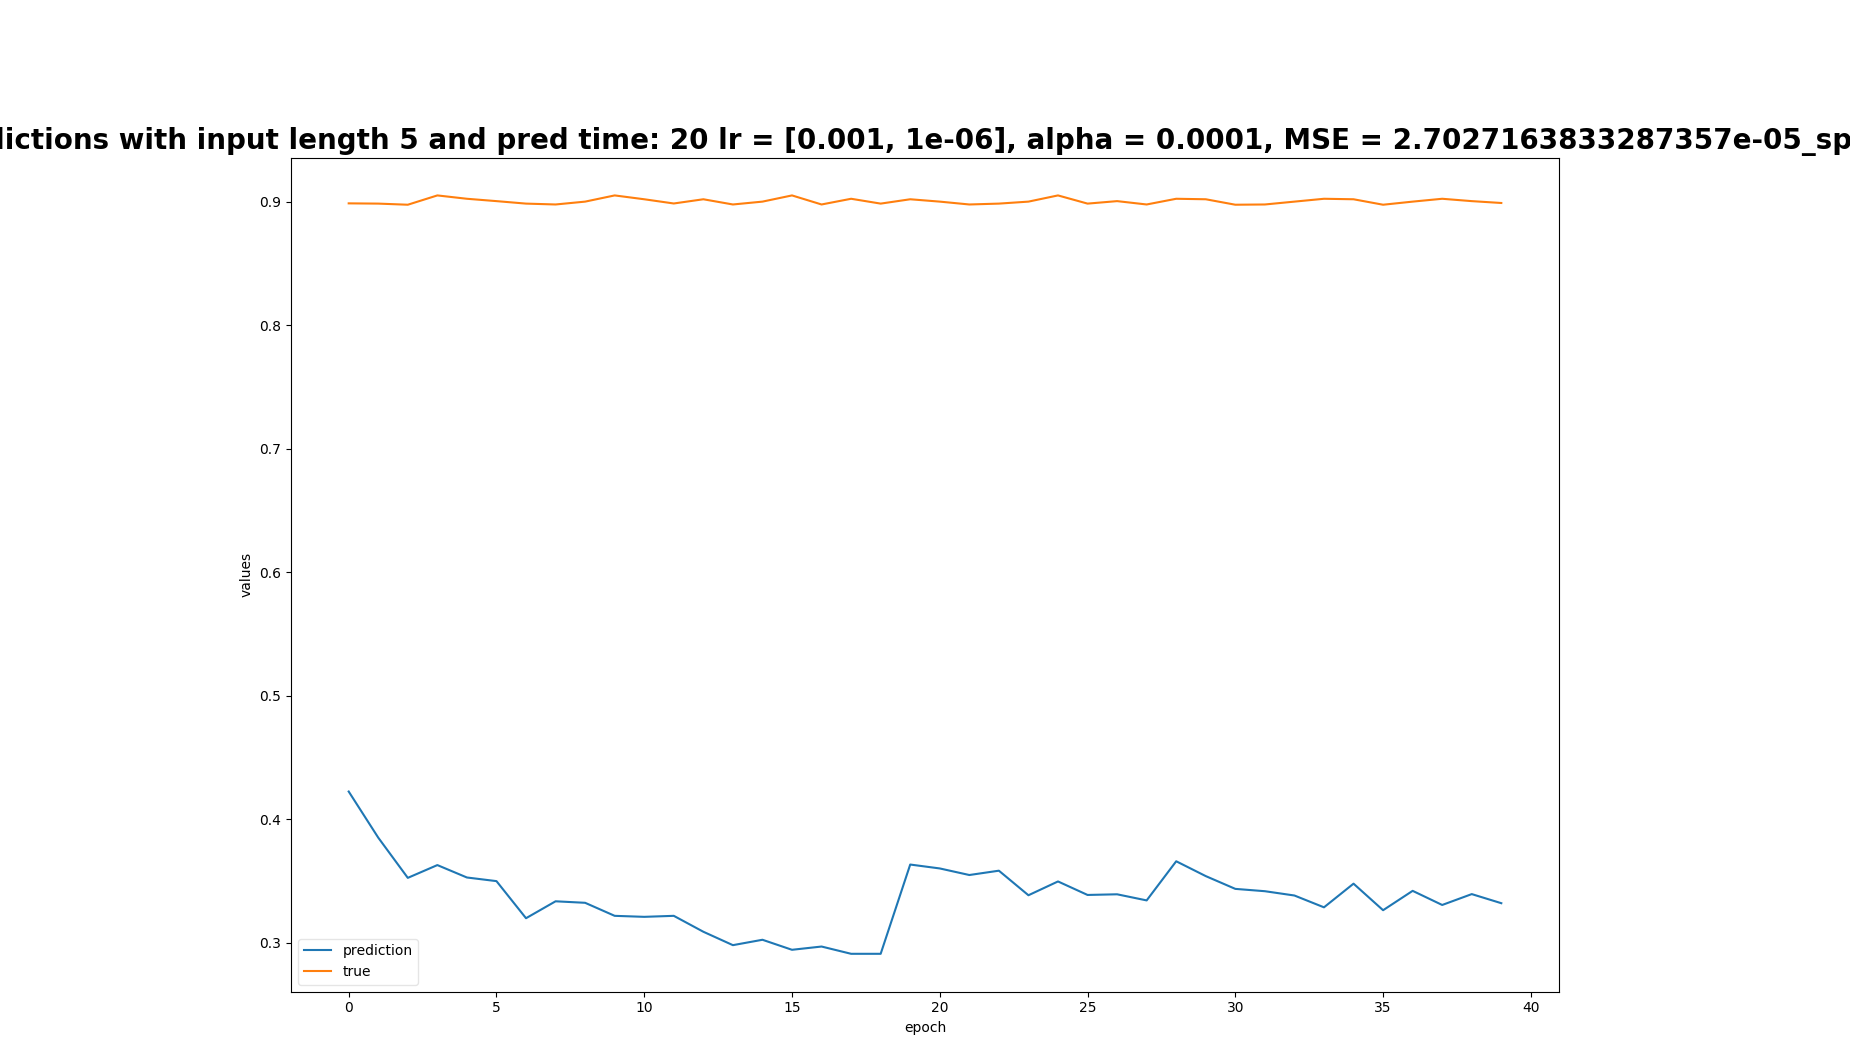 dictions with input length 5 and pred time: 20 lr = [0.001, 1e-06], alpha = 0.0001, MSE = 2.7027163833287357e-05_sp
0.9
0.8
0.7
0.6
0.5
0.4
0.3
values
prediction
true
0 5 10 15 20 25 30 35 40
epoch